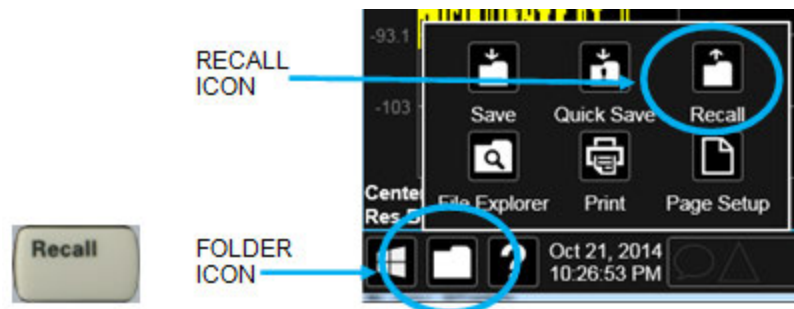 -93.1
RECALL
ICON
-103
Save
Quick Save
Recall
File Explorer
Print
Page Setup
Cente
Res B
Recall
FOLDER
ICON
?
Oct 21, 2014
10:26:53 PM